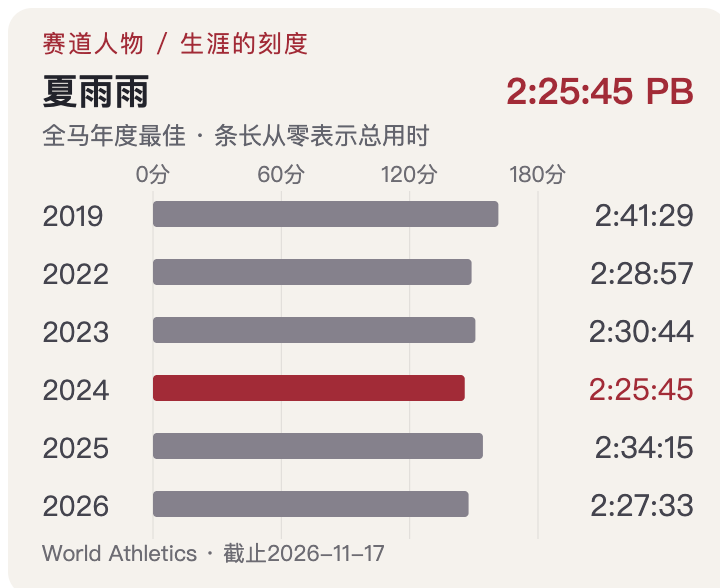 赛道人物 / 生涯的刻度
夏雨雨 2:25:45 PB
全马年度最佳 · 条长从零表示总用时
0分 60分 120分 180分
2019 2:41:29
2022 2:28:57
2023 2:30:44
2024 2:25:45
2025 2:34:15
2026 2:27:33
World Athletics · 截止2026–11–17